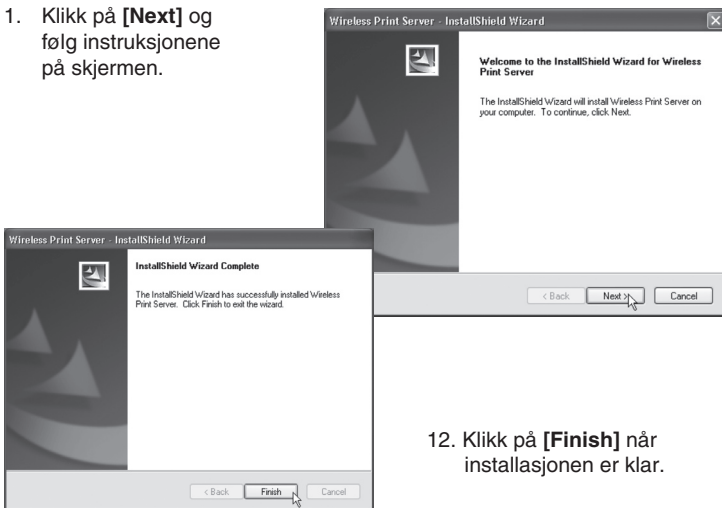 1. Klikk på [Next] og
følg instruksjonene
på skjermen.
Wireless Print Server - InstallShield Wizard
Welcome to the InstallShield Wizard for Wireless
Print Server
The InstallShield Wizard will install Wireless Print Server on
your computer. To continue, click Next.
< Back
Next >
Cancel
Wireless Print Server - InstallShield Wizard
InstallShield Wizard Complete
The InstallShield Wizard has successfully installed Wireless
Print Server. Click Finish to exit the wizard.
< Back
Finish
Cancel
12. Klikk på [Finish] når
installasjonen er klar.